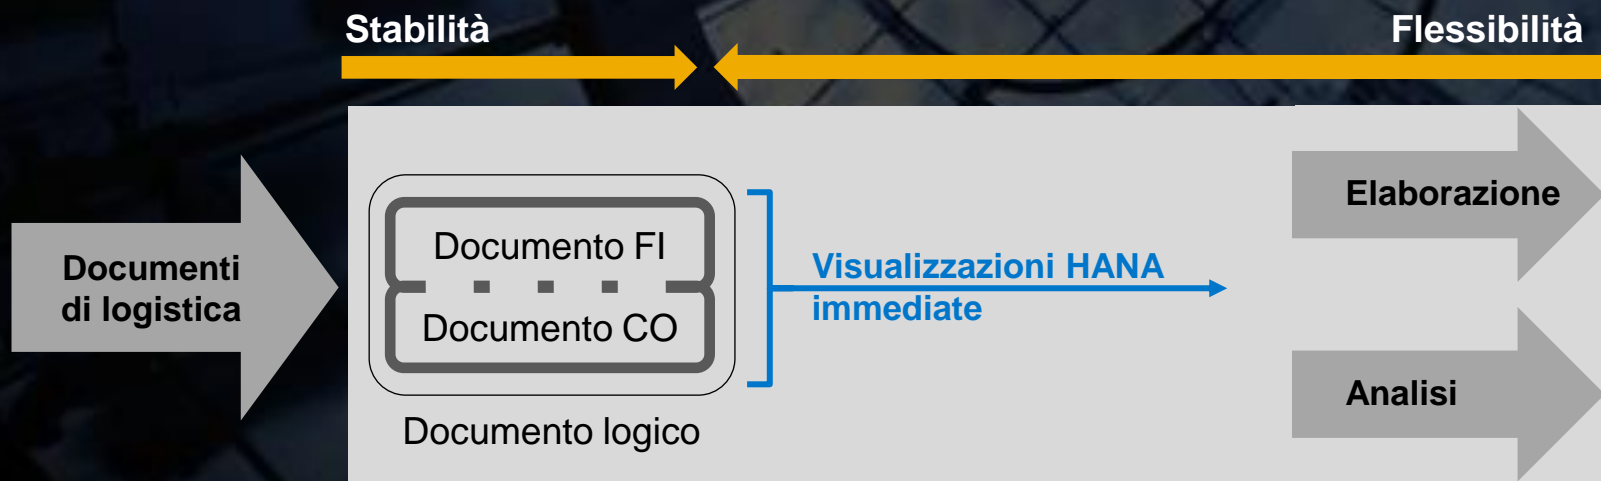 Stabilità
Flessibilità
Documenti
di logistica
Documento FI
Documento CO
Documento logico
Visualizzazioni HANA
immediate
Elaborazione
Analisi